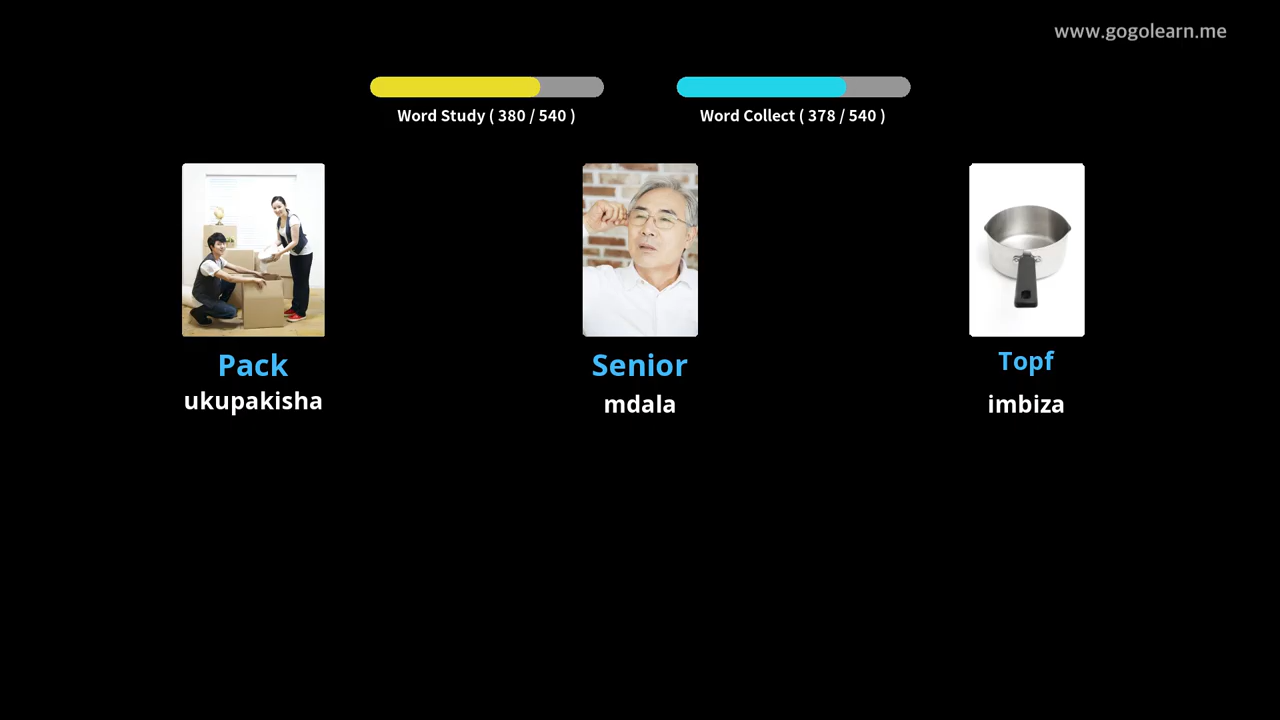 www.gogolearn.me
Word Study ( 380 / 540 )
Word Collect ( 378 / 540 )
Pack
ukupakisha
Senior
mdala
Topf
imbiza